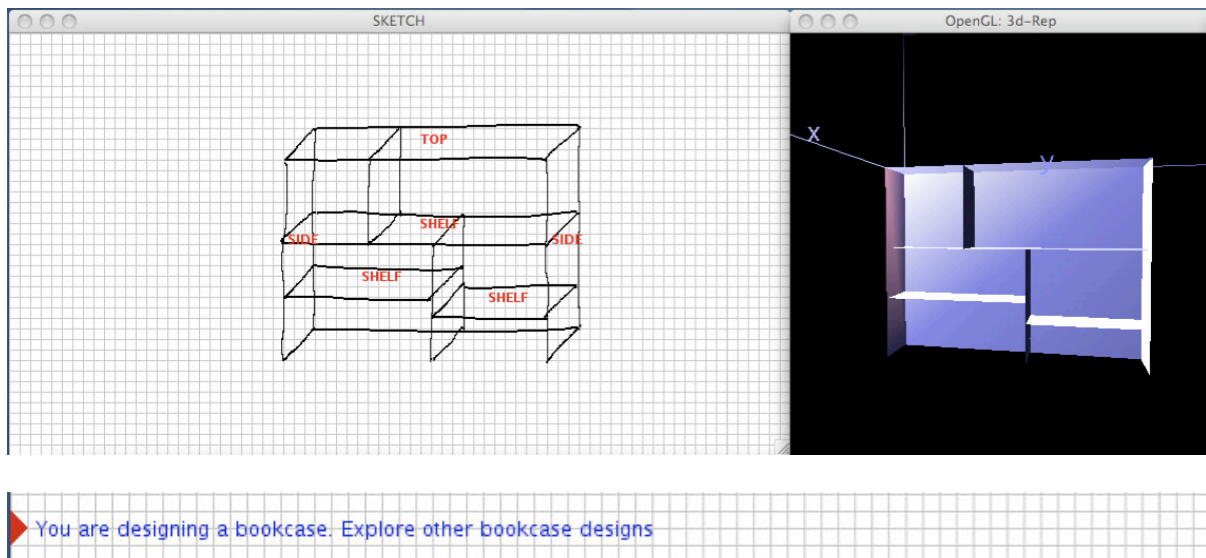 SKETCH
OpenGL: 3d-Rep
TOP
SHELF
SIDE
SIDE
SHELF
SHELF
x
y
You are designing a bookcase. Explore other bookcase designs